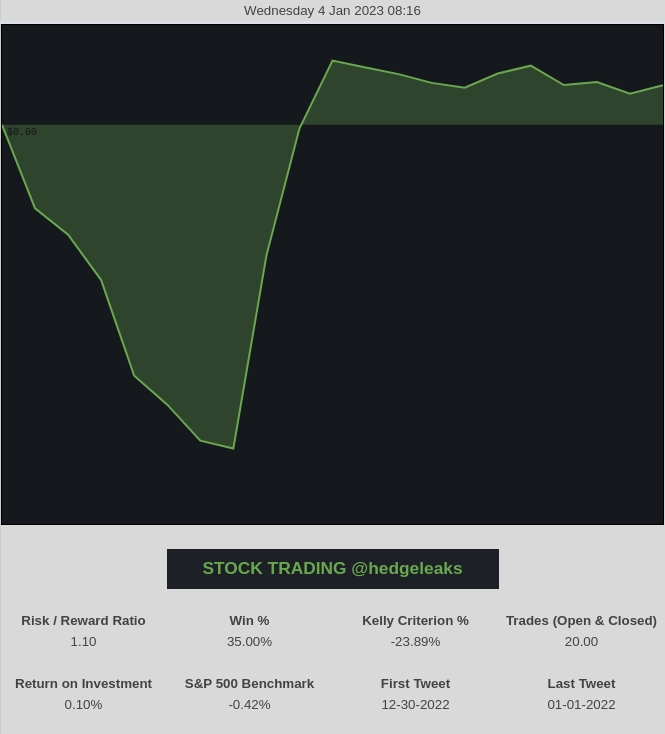 Wednesday 4 Jan 2023 08:16
$0.00
STOCK TRADING @hedgeleaks
Risk / Reward Ratio Win % Kelly Criterion % Trades (Open & Closed)
1.10 35.00% -23.89% 20.00
Return on Investment S&P 500 Benchmark First Tweet Last Tweet
0.10% -0.42% 12-30-2022 01-01-2022